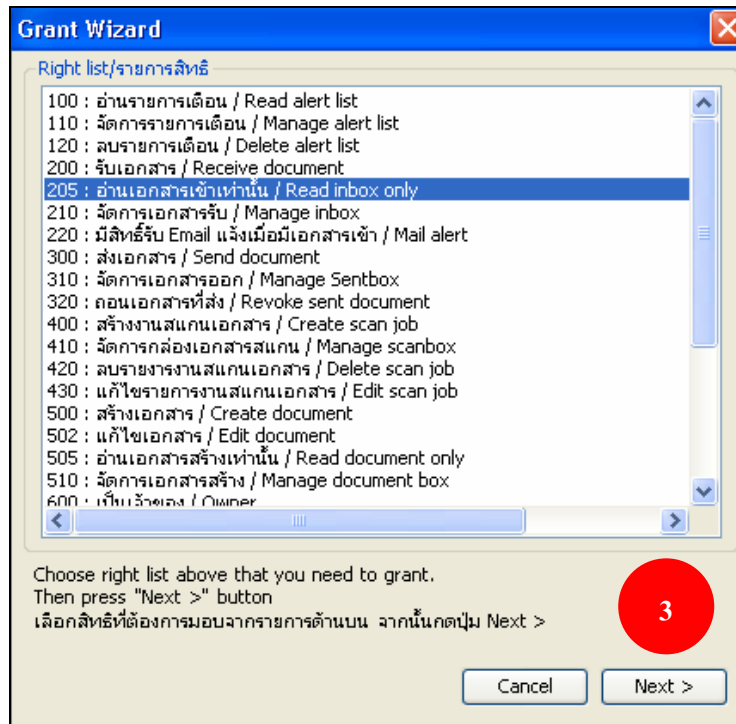 Grant Wizard
Right list/รายการสิทธิ
100 : อ่านรายการเตือน / Read alert list
110 : จัดการรายการเตือน / Manage alert list
120 : ลบรายการเตือน / Delete alert list
200 : รับเอกสาร / Receive document
205 : อ่านเอกสารเข้าเท่านั้น / Read inbox only
210 : จัดการเอกสารรับ / Manage inbox
220 : มีสิทธิ์รับ Email แจ้งเมื่อมีเอกสารเข้า / Mail alert
300 : ส่งเอกสาร / Send document
310 : จัดการเอกสารออก / Manage Sentbox
320 : ถอนเอกสารที่ส่ง / Revoke sent document
400 : สร้างงานสแกนเอกสาร / Create scan job
410 : จัดการกล่องเอกสารสแกน / Manage scanbox
420 : ลบรายงารงานสแกนเอกสาร / Delete scan job
430 : แก้ไขรายการงานสแกนเอกสาร / Edit scan job
500 : สร้างเอกสาร / Create document
502 : แก้ไขเอกสาร / Edit document
505 : อ่านเอกสารสร้างเท่านั้น / Read document only
510 : จัดการเอกสารสร้าง / Manage document box
600 : เป็นเจ้าของ / Owner
Choose right list above that you need to grant.
Then press "Next >" button
เลือกสิทธิที่ต้องการมอบจากรายการด้านบน จากนั้นกดปุ่ม Next >
3
Cancel
Next >